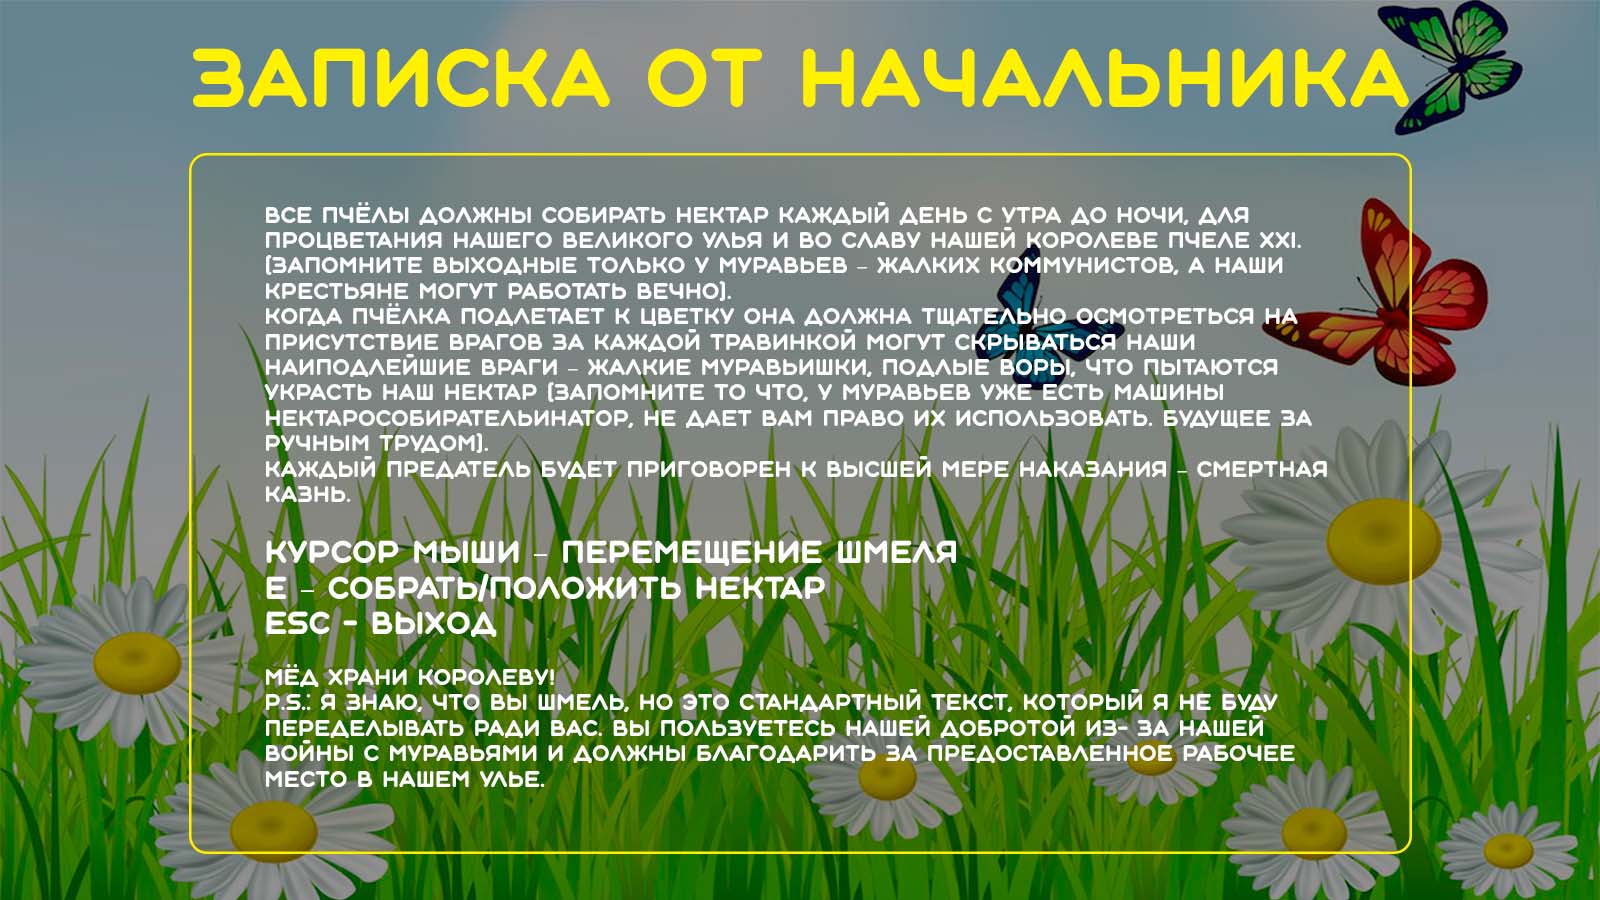 ЗАПИСКА ОТ НАЧАЛЬНИКА
ВСЕ ПЧЁЛЫ ДОЛЖНЫ СОБИРАТЬ НЕКТАР КАЖДЫЙ ДЕНЬ С УТРА ДО НОЧИ, ДЛЯ
ПРОЦВЕТАНИЯ НАШЕГО ВЕЛИКОГО УЛЬЯ И ВО СЛАВУ НАШЕЙ КОРОЛЕВЕ ПЧЕЛЕ XXI.
(ЗАПОМНИТЕ ВЫХОДНЫЕ ТОЛЬКО У МУРАВЬЕВ – ЖАЛКИХ КОММУНИСТОВ, А НАШИ
КРЕСТЬЯНЕ МОГУТ РАБОТАТЬ ВЕЧНО).
КОГДА ПЧЁЛКА ПОДЛЕТАЕТ К ЦВЕТКУ ОНА ДОЛЖНА ТЩАТЕЛЬНО ОСМОТРЕТЬСЯ НА
ПРИСУТСТВИЕ ВРАГОВ ЗА КАЖДОЙ ТРАВИНКОЙ МОГУТ СКРЫВАТЬСЯ НАШИ
НАИПОДЛЕЙШИЕ ВРАГИ – ЖАЛКИЕ МУРАВЬИШКИ, ПОДЛЫЕ ВОРЫ, ЧТО ПЫТАЮТСЯ
УКРАСТЬ НАШ НЕКТАР (ЗАПОМНИТЕ ТО ЧТО, У МУРАВЬЕВ УЖЕ ЕСТЬ МАШИНЫ
НЕКТАРОСОБИРАТЕЛЬИНАТОР, НЕ ДАЕТ ВАМ ПРАВО ИХ ИСПОЛЬЗОВАТЬ. БУДУЩЕЕ ЗА
РУЧНЫМ ТРУДОМ).
КАЖДЫЙ ПРЕДАТЕЛЬ БУДЕТ ПРИГОВОРЕН К ВЫСШЕЙ МЕРЕ НАКАЗАНИЯ – СМЕРТНАЯ
КАЗНЬ.
КУРСОР МЫШИ – ПЕРЕМЕЩЕНИЕ ШМЕЛЯ
E – СОБРАТЬ/ПОЛОЖИТЬ НЕКТАР
ESC - ВЫХОД
МЁД ХРАНИ КОРОЛЕВУ!
P.S.: Я ЗНАЮ, ЧТО ВЫ ШМЕЛЬ, НО ЭТО СТАНДАРТНЫЙ ТЕКСТ, КОТОРЫЙ Я НЕ БУДУ
ПЕРЕДЕЛЫВАТЬ РАДИ ВАС. ВЫ ПОЛЬЗУЕТЕСЬ НАШЕЙ ДОБРОТОЙ ИЗ- ЗА НАШЕЙ
ВОЙНЫ С МУРАВЬЯМИ И ДОЛЖНЫ БЛАГОДАРИТЬ ЗА ПРЕДОСТАВЛЕННОЕ РАБОЧЕЕ
МЕСТО В НАШЕМ УЛЬЕ.